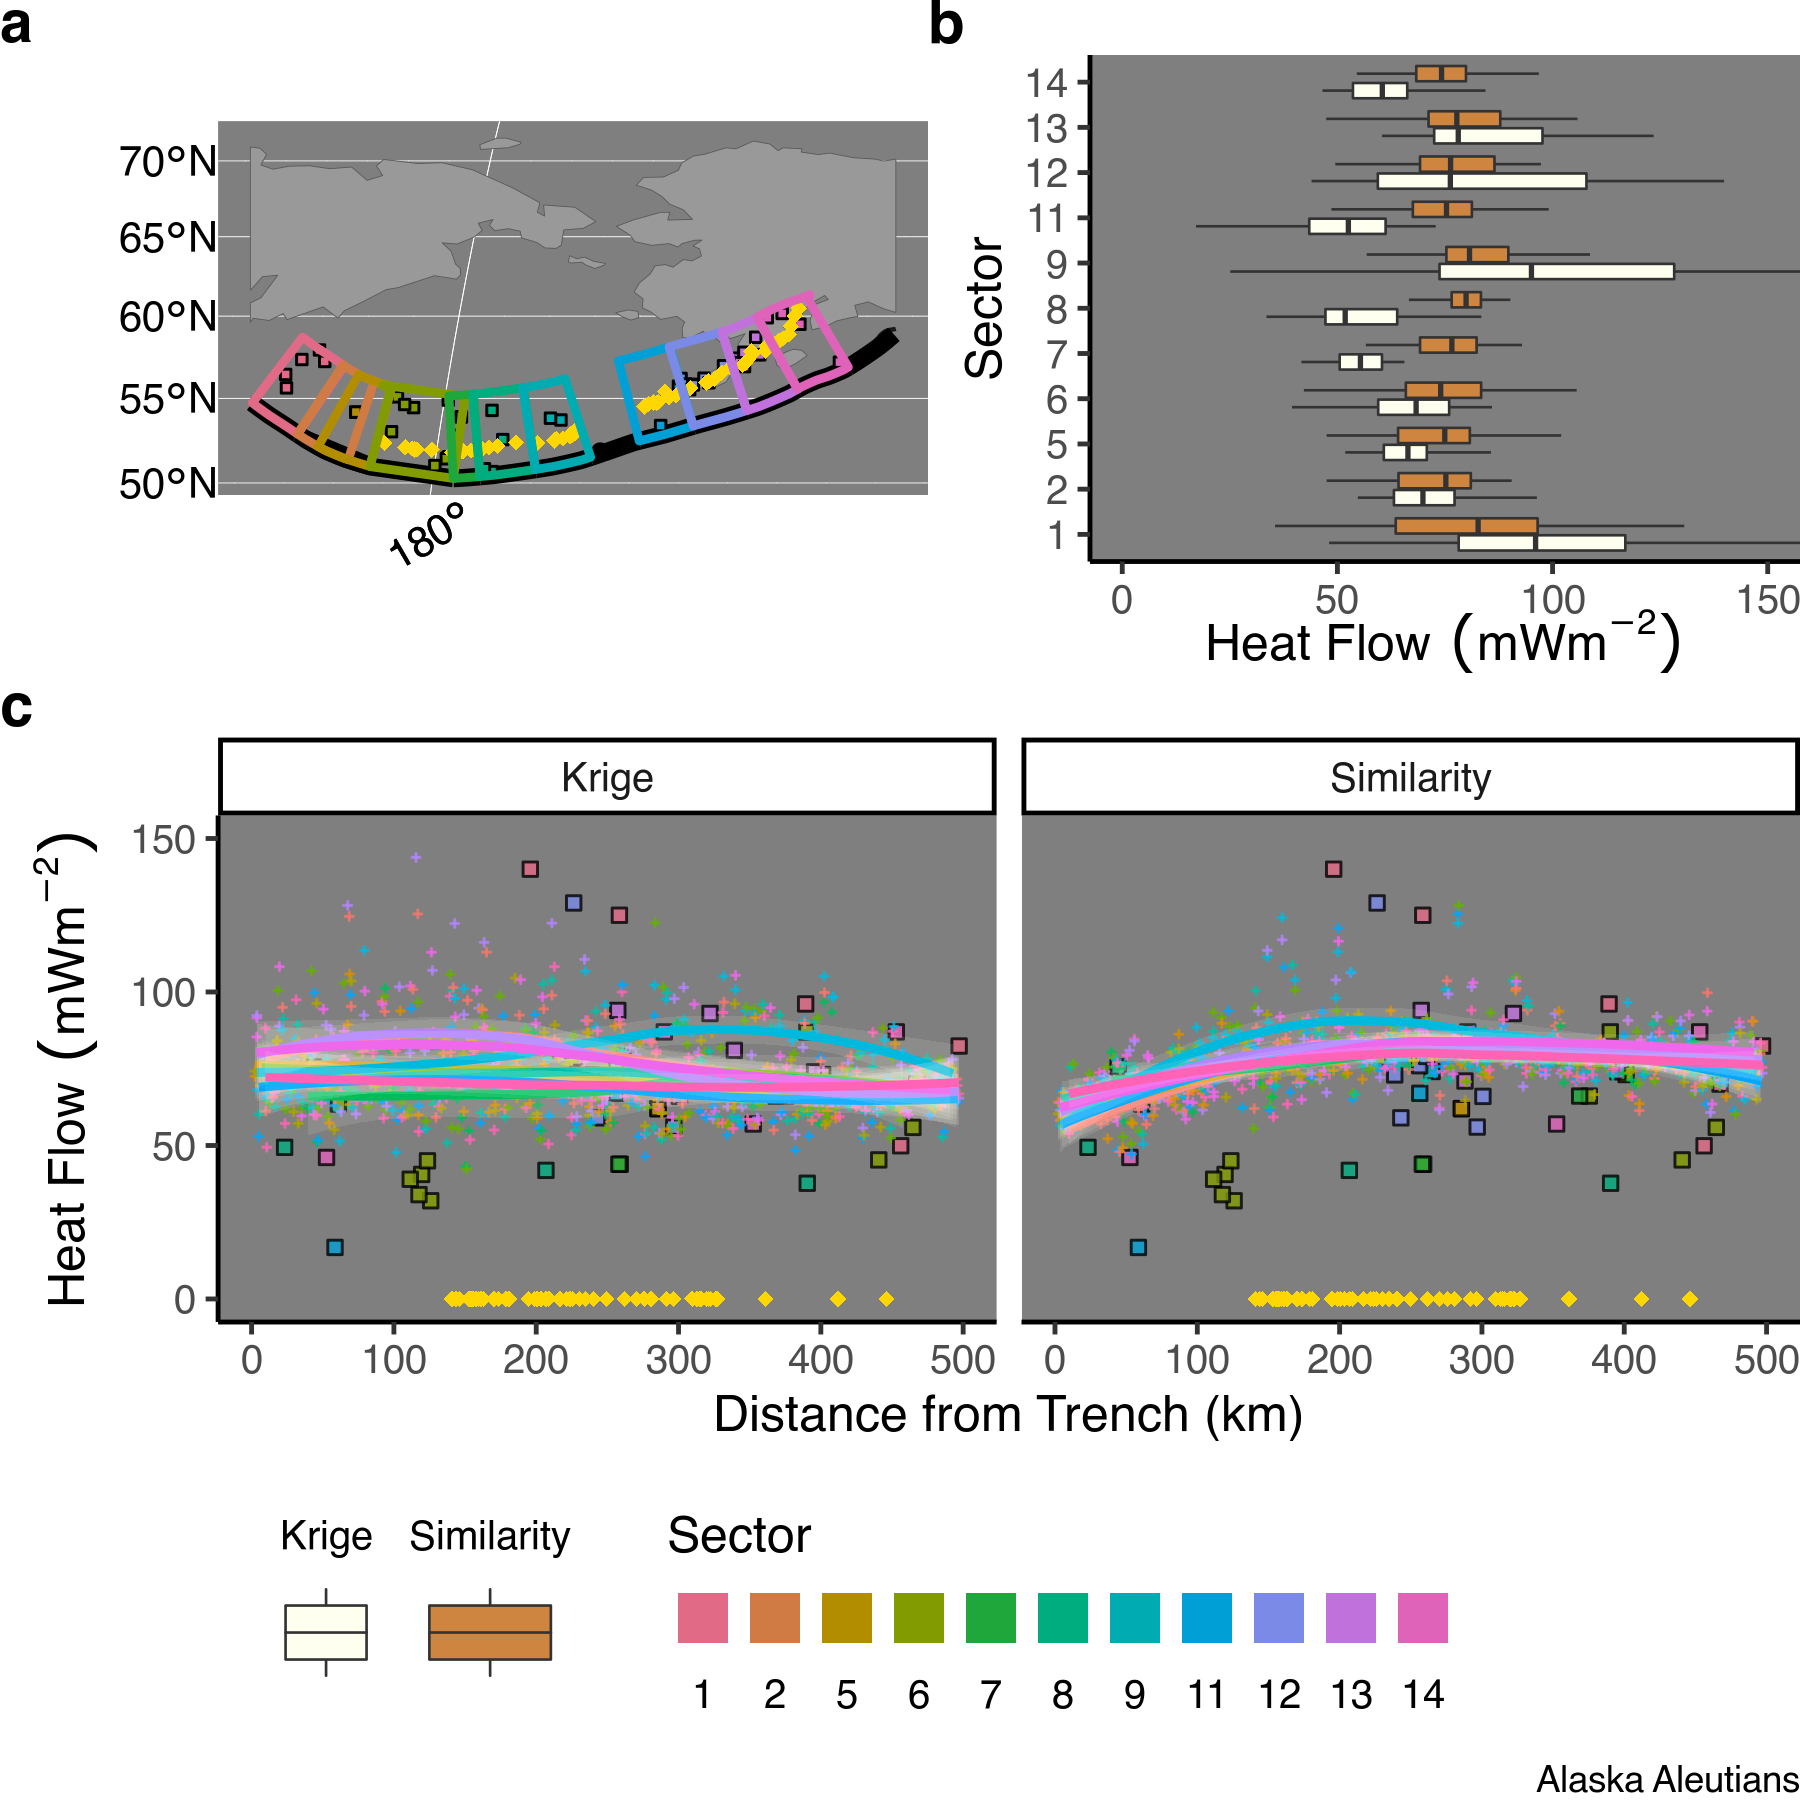 a
70°N
65°N
60°N
55°N
50°N
180°
b
Sector
14
13
12
11
9
8
7
6
5
2
1
0 50 100 150
Heat Flow (mWm−2)
c
Krige Similarity
Heat Flow (mWm−2)
150
100
50
0
0 100 200 300 400 500 0 100 200 300 400 500
Distance from Trench (km)
Krige Similarity
Sector
1 2 5 6 7 8 9 11 12 13 14
Alaska Aleutians